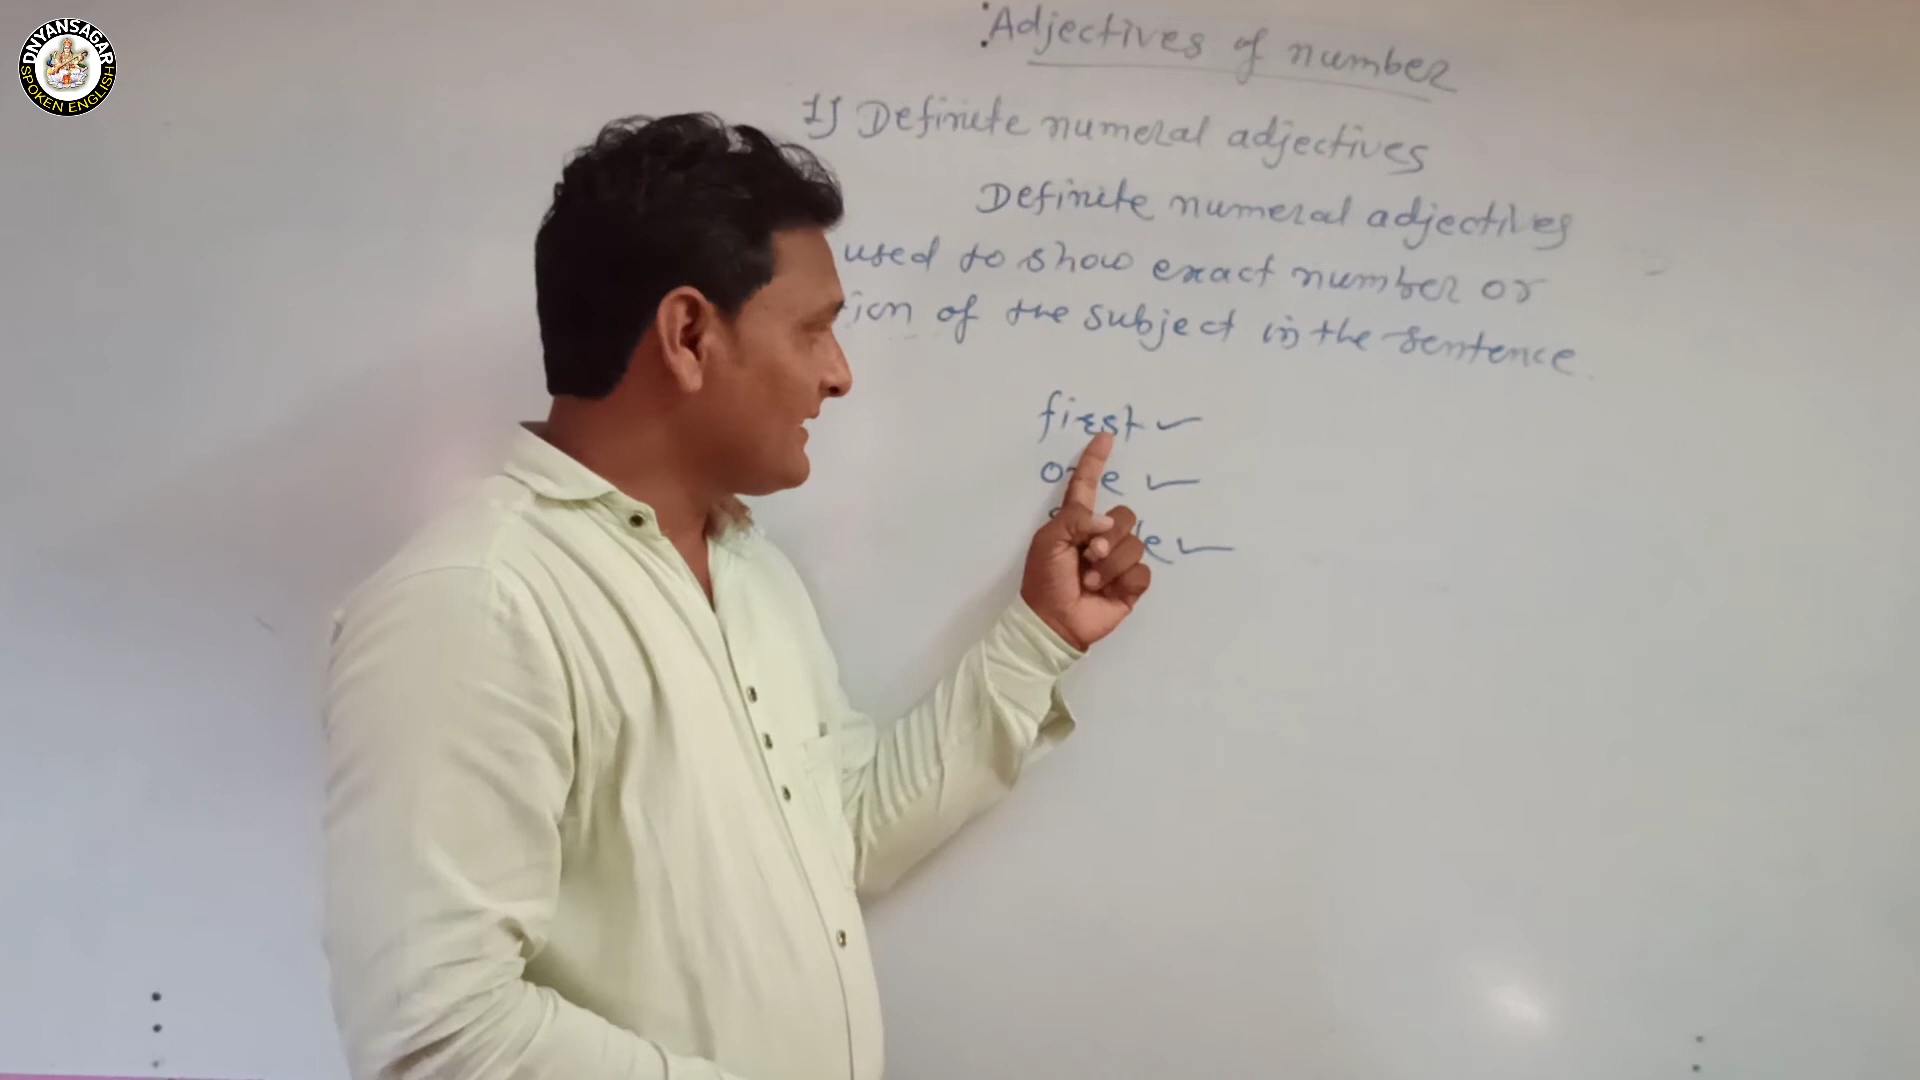 DNYANSAGAR
SPOKEN ENGLISH
Adjectives of number
1) Definite numeral adjectives
Definite numeral adjectives
used to show exact number or
of the subject in the sentence.
first ✓
one ✓